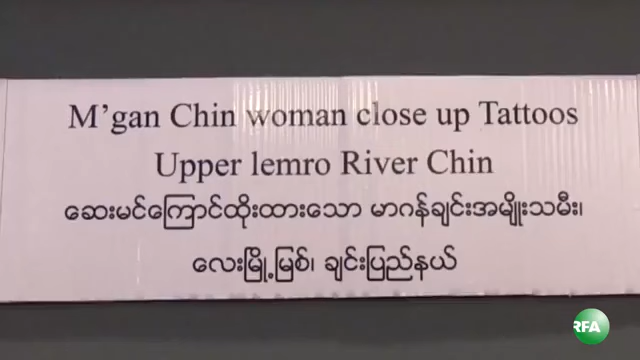 M'gan Chin woman close up Tattoos
Upper lemro River Chin
ဆေးမင်ကြောင်ထိုးထားသော မာဂန်ချင်းအမျိုးသမီး၊
လေးမြို့မြစ်၊ ချင်းပြည်နယ်
RFA